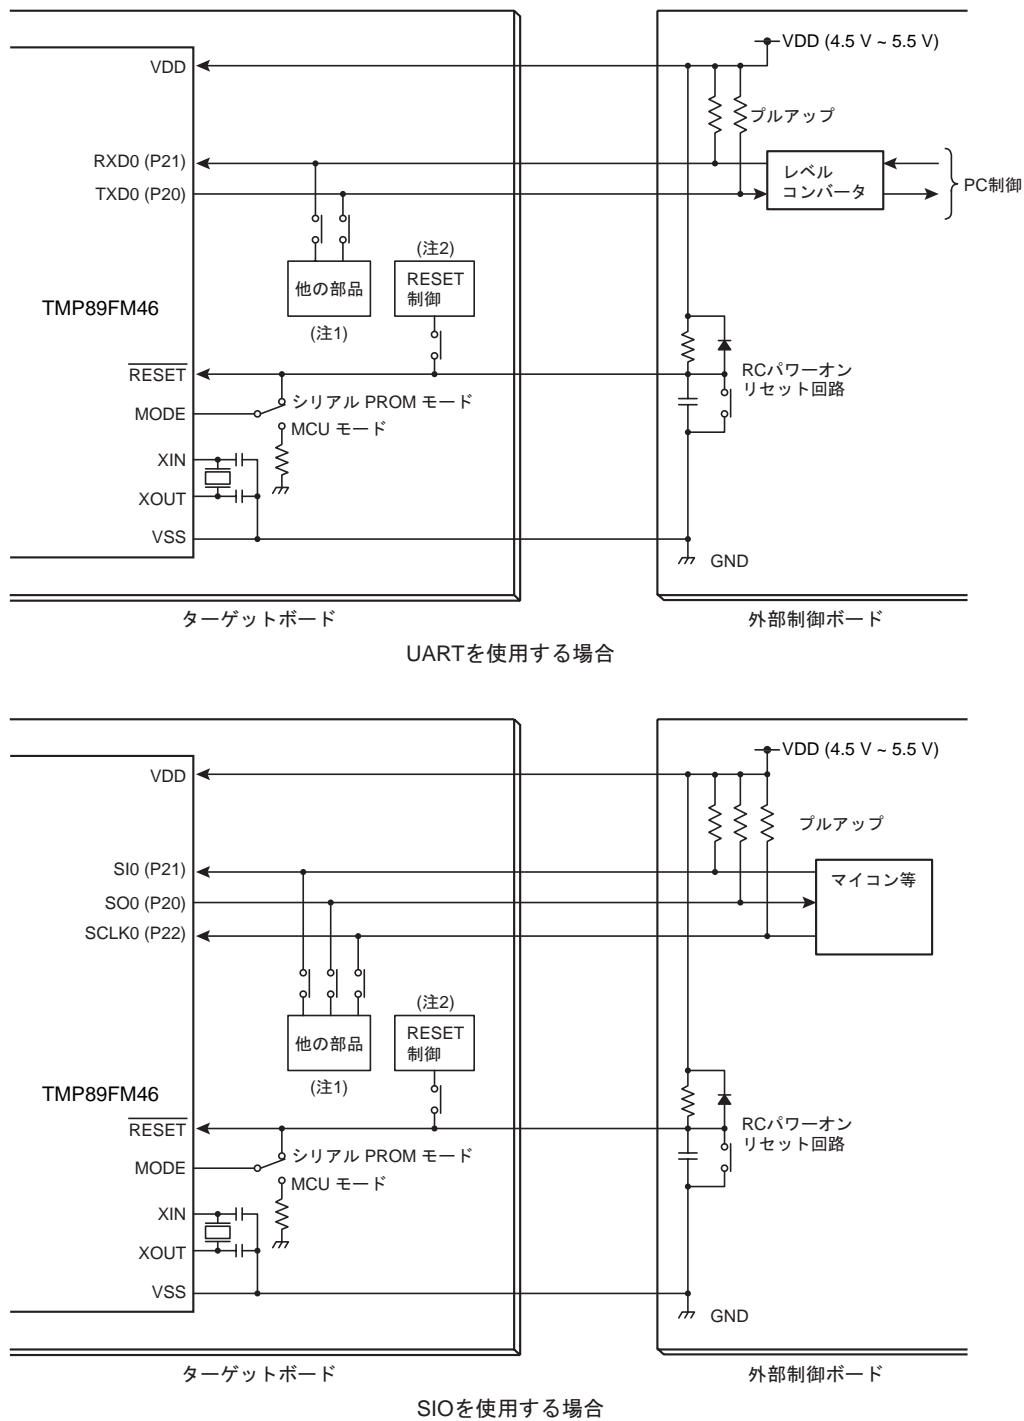 VDD (4.5 V ~ 5.5 V)
VDD
プルアップ
RXD0 (P21)
TXD0 (P20)
レベル
コンバータ
PC制御
(注2)
RESET
制御
他の部品
(注1)
TMP89FM46
RESET
RCパワーオン
リセット回路
シリアル PROM モード
MODE
MCU モード
XIN
XOUT
VSS
GND
ターゲットボード
外部制御ボード
UARTを使用する場合
VDD (4.5 V ~ 5.5 V)
VDD
プルアップ
SI0 (P21)
マイコン等
SO0 (P20)
SCLK0 (P22)
(注2)
RESET
制御
他の部品
(注1)
TMP89FM46
RESET
RCパワーオン
リセット回路
シリアル PROM モード
MODE
MCU モード
XIN
XOUT
VSS
GND
ターゲットボード
外部制御ボード
SIOを使用する場合